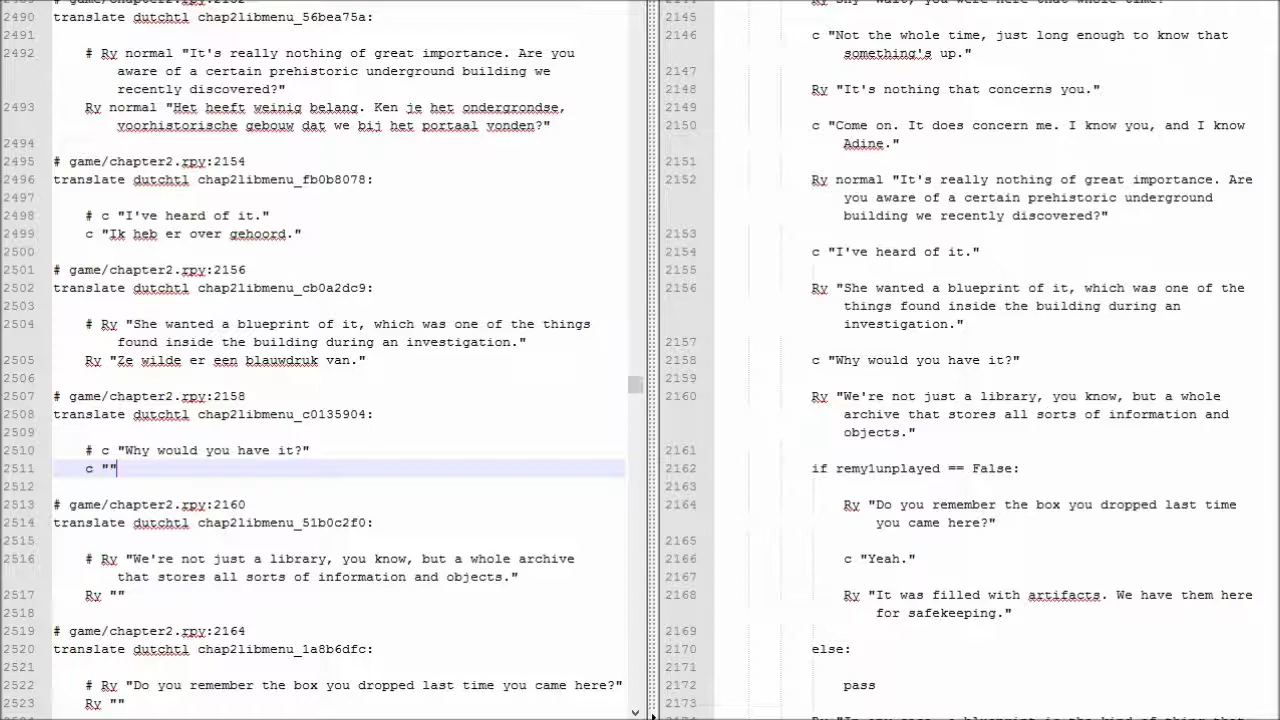 2490 translate dutchtl chap2libmenu_56bea75a:
2491
2492 # Ry normal "It's really nothing of great importance. Are you
aware of a certain prehistoric underground building we
recently discovered?"
2493 Ry normal "Het heeft weinig belang. Ken je het ondergrondse,
voorhistorische gebouw dat we bij het portaal vonden?"
2494
2495 # game/chapter2.rpy:2154
2496 translate dutchtl chap2libmenu_fb0b8078:
2497
2498 # c "I've heard of it."
2499 c "Ik heb er over gehoord."
2500
2501 # game/chapter2.rpy:2156
2502 translate dutchtl chap2libmenu_cb0a2dc9:
2503
2504 # Ry "She wanted a blueprint of it, which was one of the things
found inside the building during an investigation."
2505 Ry "Ze wilde er een blauwdruk van."
2506
2507 # game/chapter2.rpy:2158
2508 translate dutchtl chap2libmenu_c0135904:
2509
2510 # c "Why would you have it?"
2511 c ""
2512
2513 # game/chapter2.rpy:2160
2514 translate dutchtl chap2libmenu_51b0c2f0:
2515
2516 # Ry "We're not just a library, you know, but a whole archive
that stores all sorts of information and objects."
2517 Ry ""
2518
2519 # game/chapter2.rpy:2164
2520 translate dutchtl chap2libmenu_1a8b6dfc:
2521
2522 # Ry "Do you remember the box you dropped last time you came here?"
2523 Ry ""
2145
2146 c "Not the whole time, just long enough to know that
something's up."
2147
2148 Ry "It's nothing that concerns you."
2149
2150 c "Come on. It does concern me. I know you, and I know
Adine."
2151
2152 Ry normal "It's really nothing of great importance. Are
you aware of a certain prehistoric underground
building we recently discovered?"
2153
2154 c "I've heard of it."
2155
2156 Ry "She wanted a blueprint of it, which was one of the
things found inside the building during an
investigation."
2157
2158 c "Why would you have it?"
2159
2160 Ry "We're not just a library, you know, but a whole
archive that stores all sorts of information and
objects."
2161
2162 if remy1unplayed == False:
2163
2164 Ry "Do you remember the box you dropped last time
you came here?"
2165
2166 c "Yeah."
2167
2168 Ry "It was filled with artifacts. We have them here
for safekeeping."
2169
2170 else:
2171
2172 pass
2173